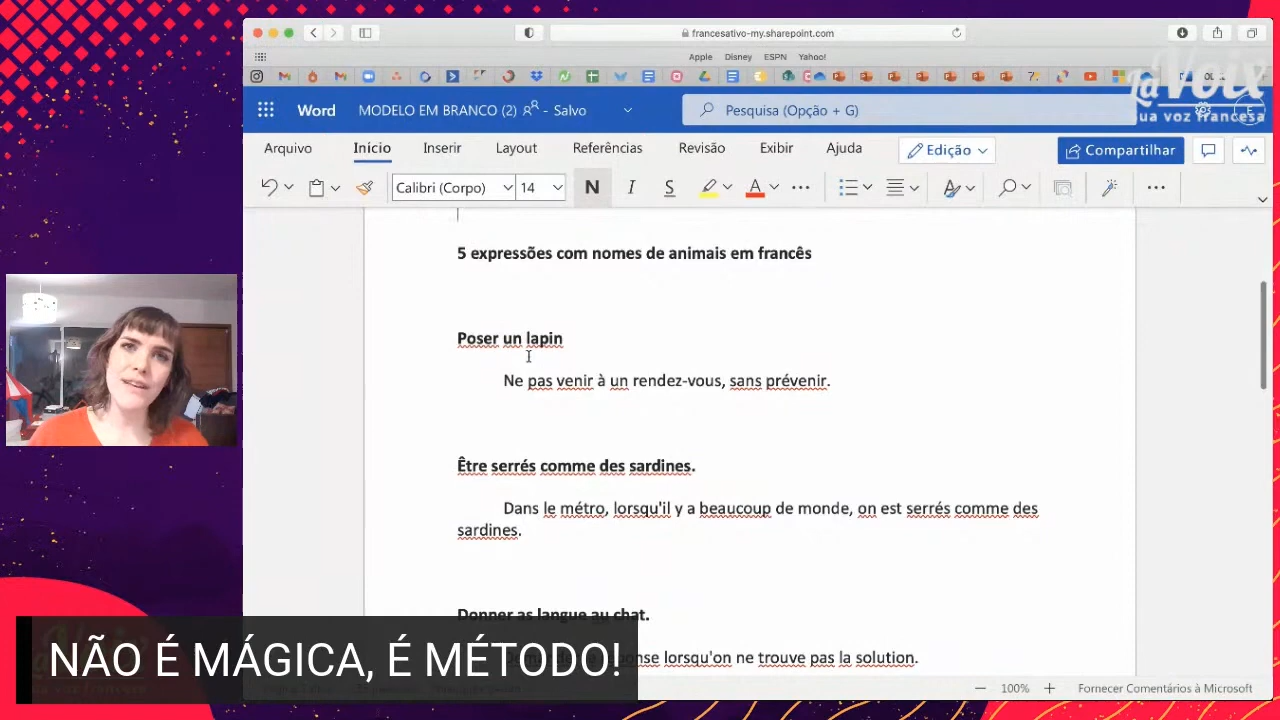 francesativo-my.sharepoint.com
Apple Disney ESPN Yahoo!
La Voix
sua voz francesa
Word MODELO EM BRANCO (2) - Salvo
Pesquisa (Opção + G)
Arquivo Início Inserir Layout Referências Revisão Exibir Ajuda
Edição
Compartilhar
Calibri (Corpo) 14 N I S A
5 expressões com nomes de animais em francês
Poser un lapin
Ne pas venir à un rendez-vous, sans prévenir.
Être serrés comme des sardines.
Dans le métro, lorsqu'il y a beaucoup de monde, on est serrés comme des
sardines.
Donner as langue au chat.
lorsqu'on ne trouve pas la solution.
NÃO É MÁGICA, É MÉTODO!
100% Fornecer Comentários à Microsoft